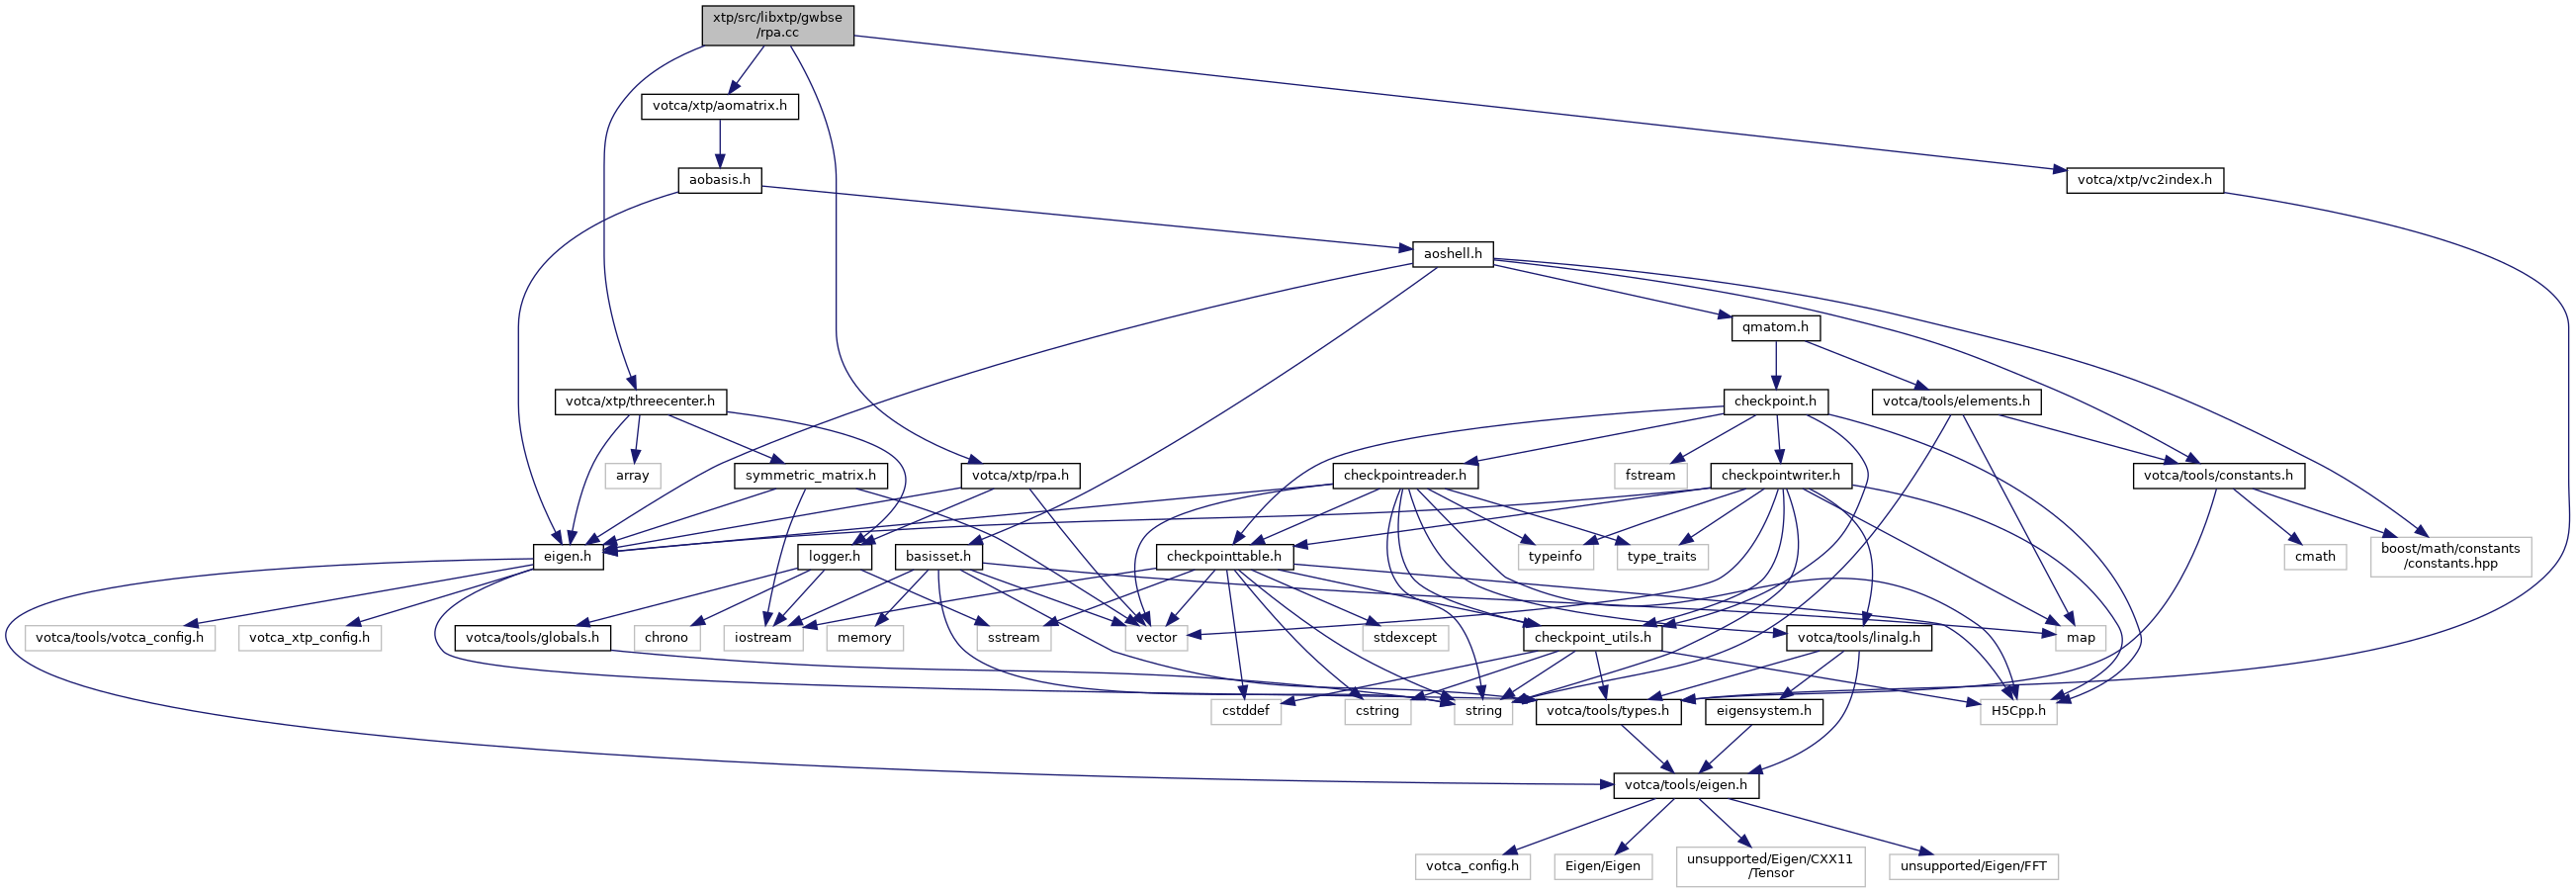 xtp/src/libxtp/gwbse
/rpa.cc
votca/xtp/aomatrix.h
aobasis.h
votca/xtp/vc2index.h
aoshell.h
qmatom.h
votca/xtp/threecenter.h
checkpoint.h
votca/tools/elements.h
array
symmetric_matrix.h
votca/xtp/rpa.h
checkpointreader.h
fstream
checkpointwriter.h
votca/tools/constants.h
eigen.h
logger.h
basisset.h
checkpointtable.h
typeinfo
type_traits
cmath
boost/math/constants
/constants.hpp
votca/tools/votca_config.h
votca_xtp_config.h
votca/tools/globals.h
chrono
iostream
memory
sstream
vector
stdexcept
checkpoint_utils.h
votca/tools/linalg.h
map
cstddef
cstring
string
votca/tools/types.h
eigensystem.h
H5Cpp.h
votca/tools/eigen.h
votca_config.h
Eigen/Eigen
unsupported/Eigen/CXX11
/Tensor
unsupported/Eigen/FFT